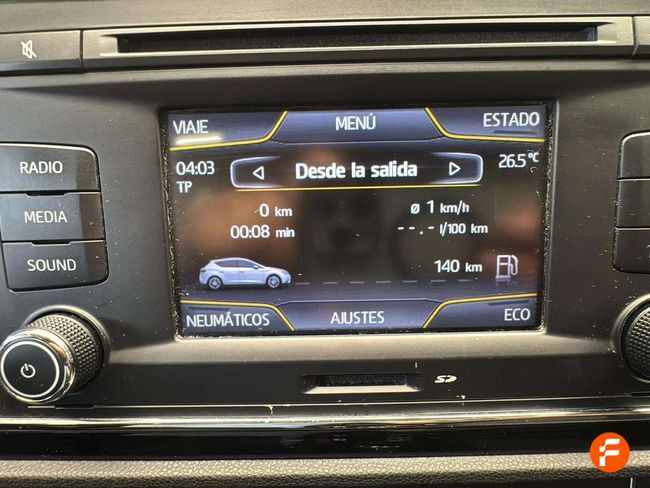 VIAJE
MENÚ
ESTADO
RADIO
04:03
Desde la salida
26.5 °C
TP
MEDIA
0 km
ø 1 km/h
00:08 min
--.- l/100 km
SOUND
140 km
NEUMÁTICOS
AJUSTES
ECO
SD
F